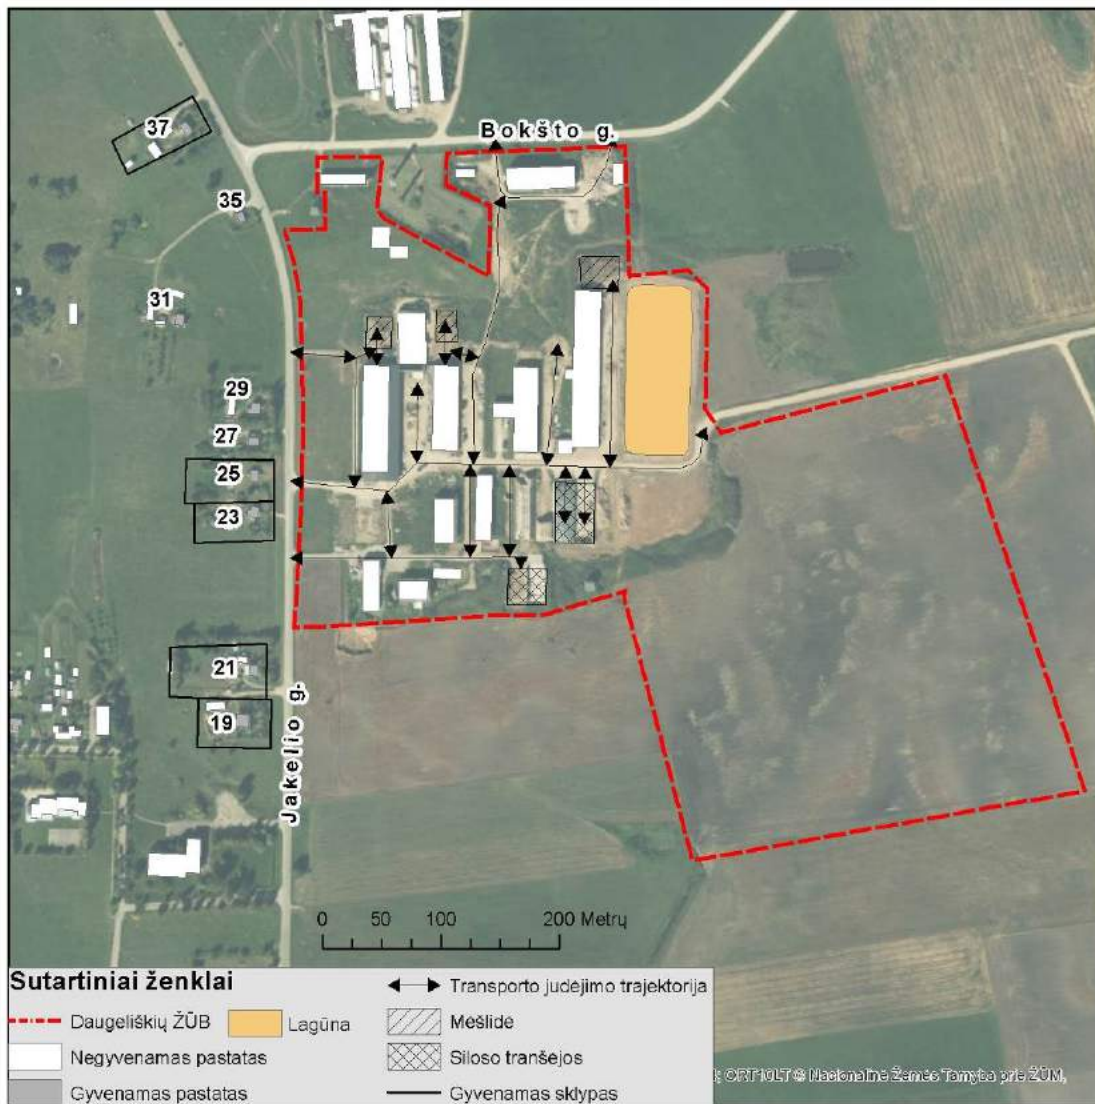 Bokšto g.
37
35
31
29
27
25
23
21
19
Jakelio g.
0 50 100 200 Metrų
Sutartiniai ženklai
Daugeliškių ŽŪB
Lagūna
Negyvenamas pastatas
Gyvenamas pastatas
Transporto judėjimo trajektorija
Mėšlidė
Siloso tranšėjos
Gyvenamas sklypas
ORT10LT © Nacionalinė Žemės Tarnyba prie ŽŪM,